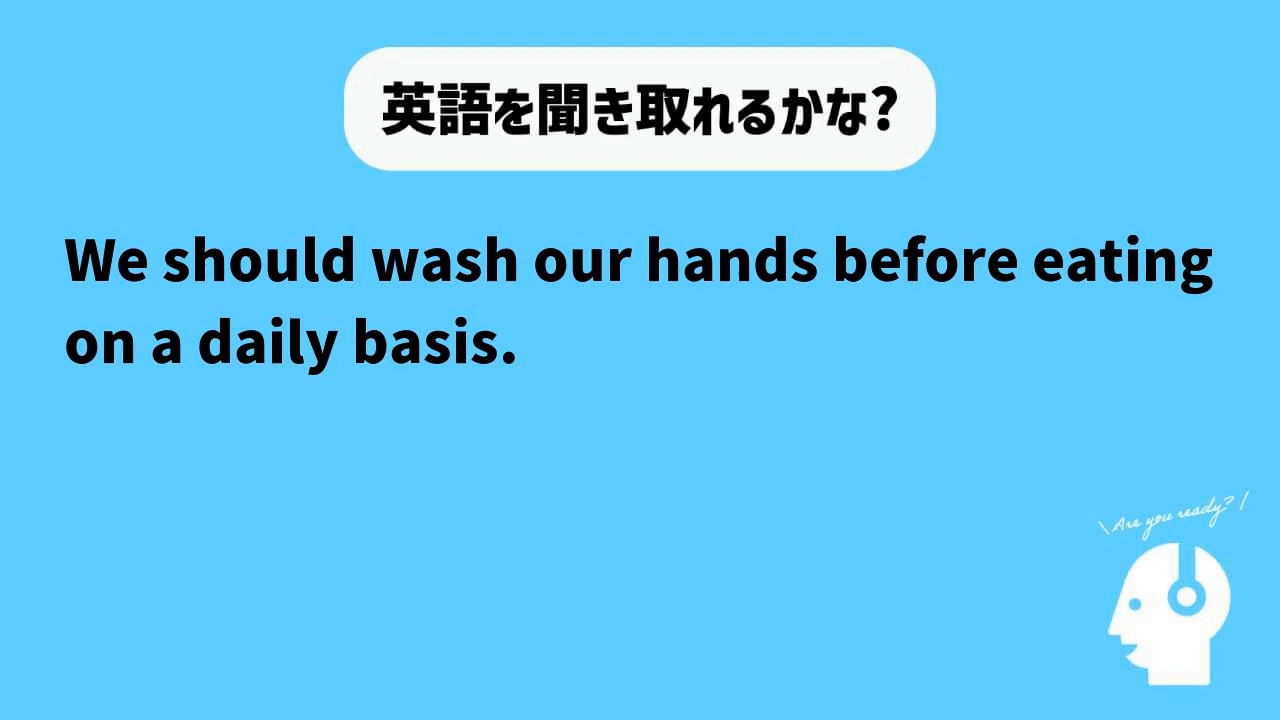 英語を聞き取れるかな?
We should wash our hands before eating
on a daily basis.
\Are you ready?/